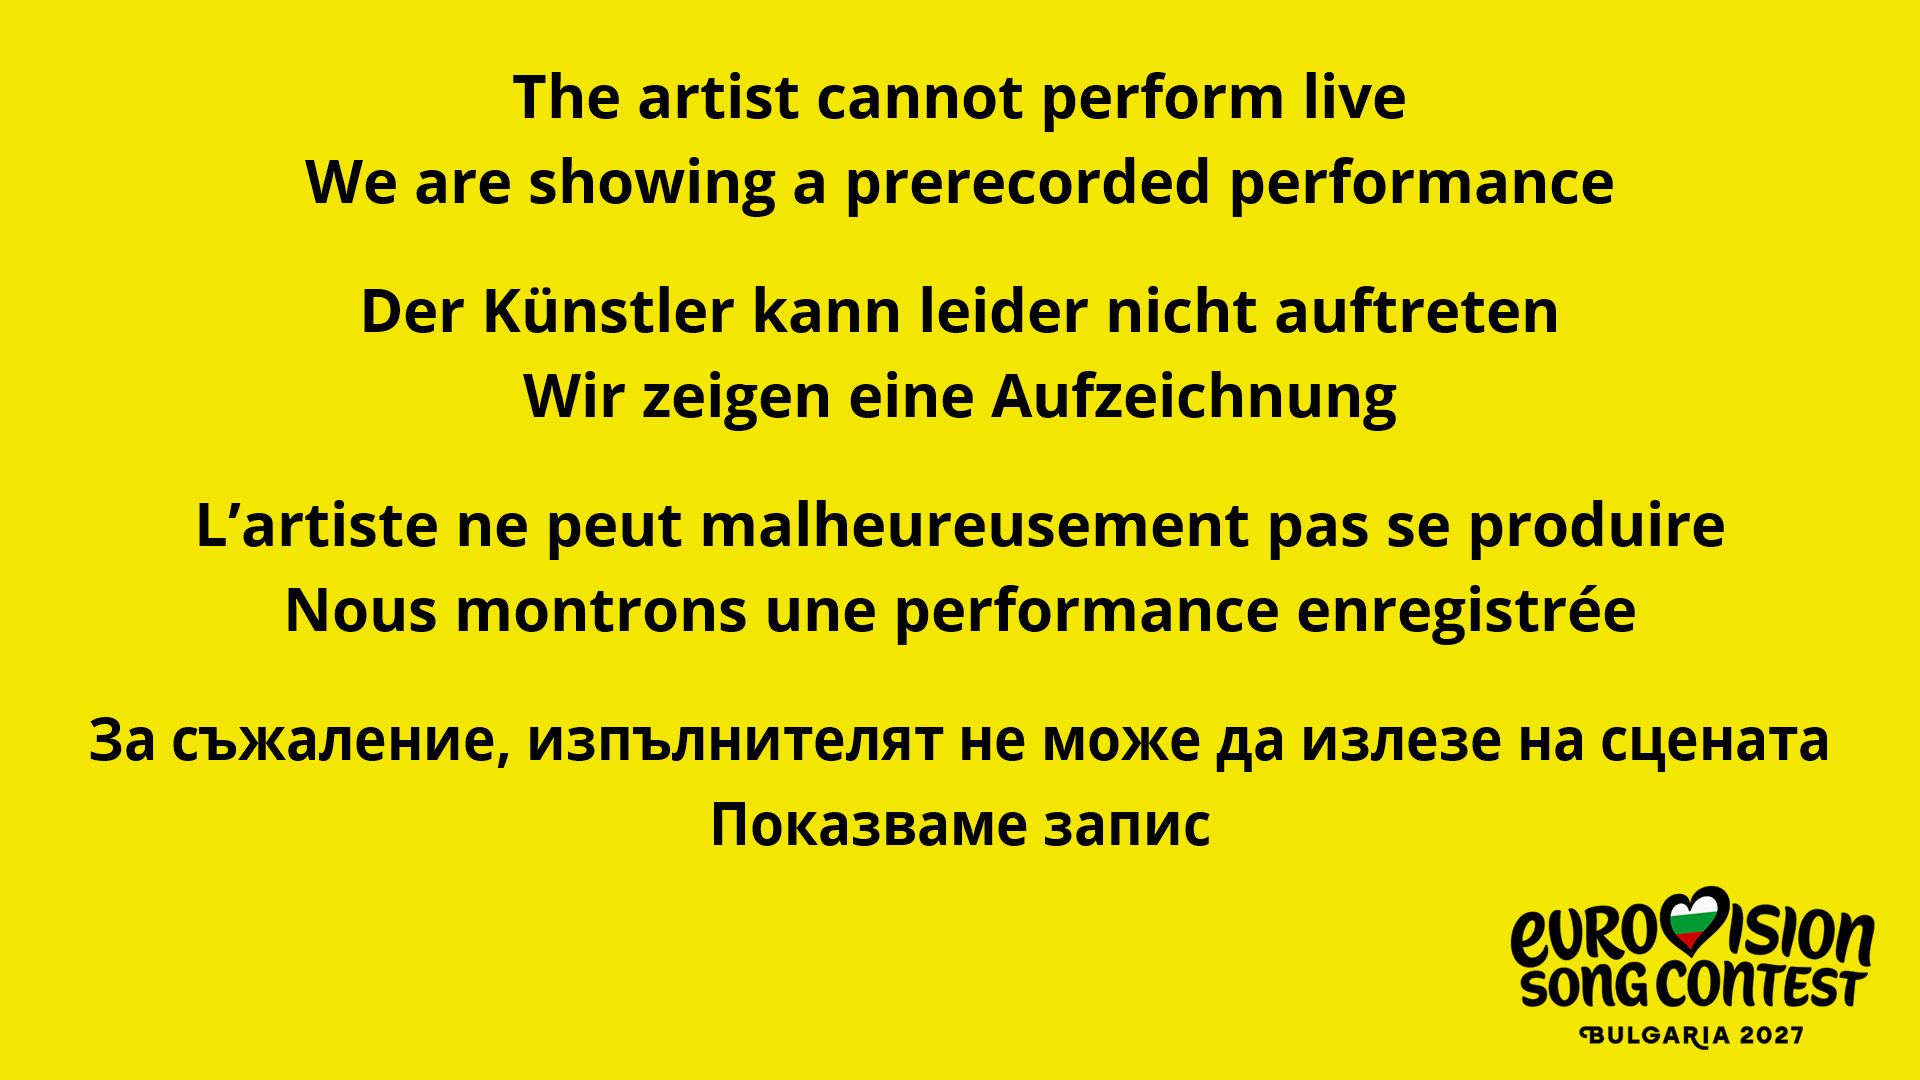 The artist cannot perform live
We are showing a prerecorded performance
Der Künstler kann leider nicht auftreten
Wir zeigen eine Aufzeichnung
L’artiste ne peut malheureusement pas se produire
Nous montrons une performance enregistrée
За съжаление, изпълнителят не може да излезе на сцената
Показваме запис
EUROVISION
SONG CONTEST
BULGARIA 2027